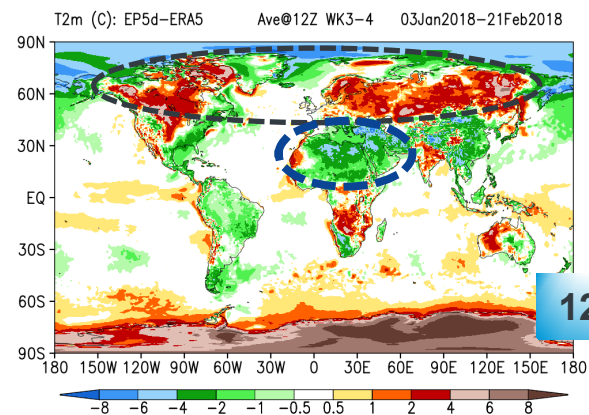 T2m (C): EP5d-ERA5 Ave@12Z WK3-4 03Jan2018-21Feb2018
90N
60N
30N
EQ
30S
60S
90S
12
180 150W 120W 90W 60W 30W 0 30E 60E 90E 120E 150E 180
-8 -6 -4 -2 -1 -0.5 0.5 1 2 4 6 8